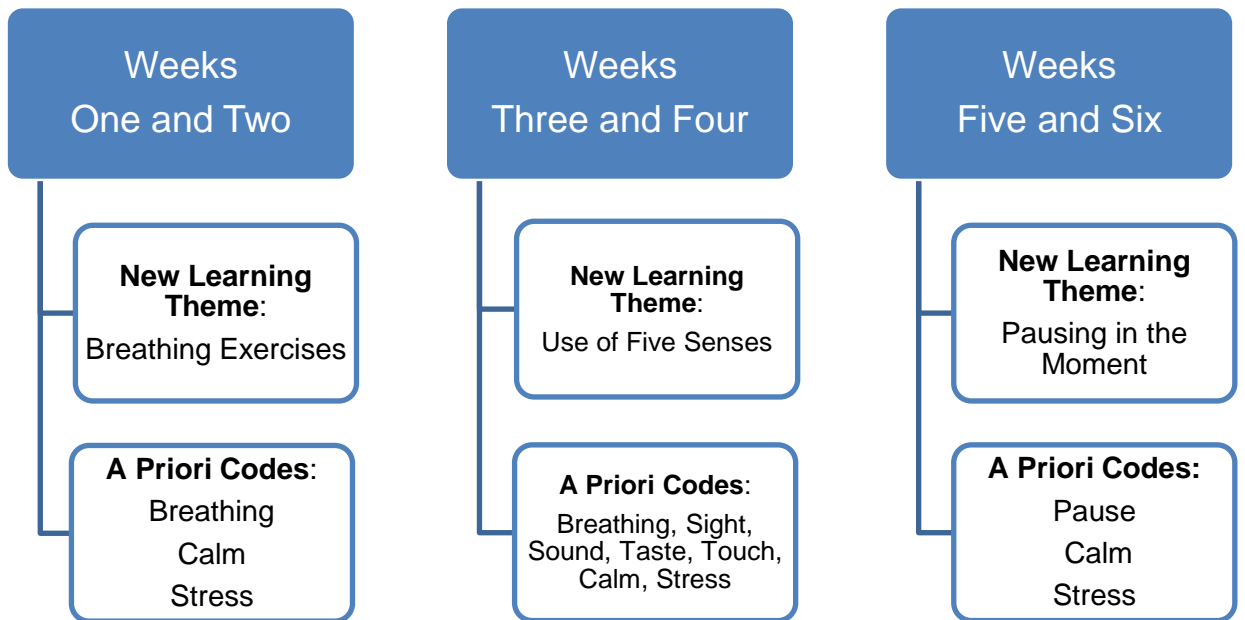 Weeks
One and Two
New Learning
Theme:
Breathing Exercises
A Priori Codes:
Breathing
Calm
Stress
Weeks
Three and Four
New Learning
Theme:
Use of Five Senses
A Priori Codes:
Breathing, Sight,
Sound, Taste, Touch,
Calm, Stress
Weeks
Five and Six
New Learning
Theme:
Pausing in the
Moment
A Priori Codes:
Pause
Calm
Stress